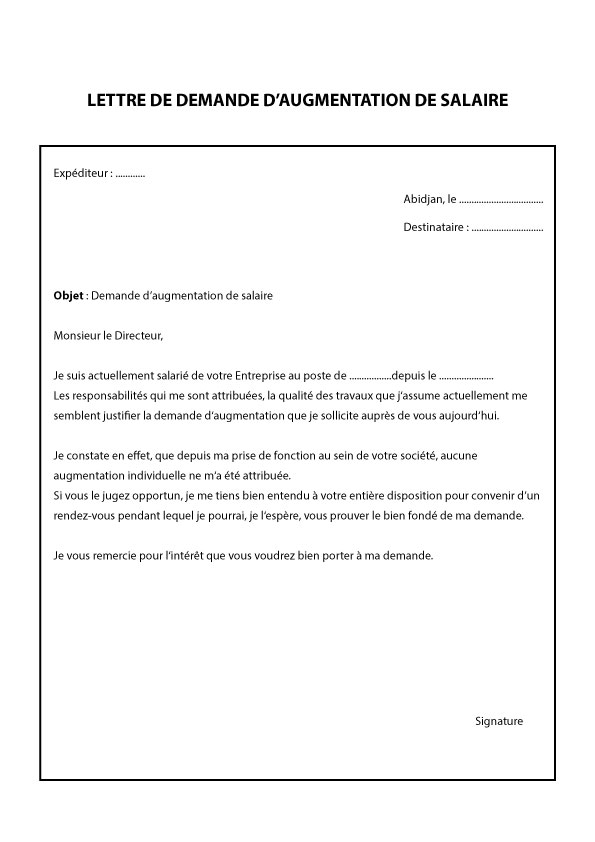 LETTRE DE DEMANDE D’AUGMENTATION DE SALAIRE
Expéditeur : ............
Abidjan, le ..................................
Destinataire : .............................
Objet : Demande d’augmentation de salaire
Monsieur le Directeur,
Je suis actuellement salarié de votre Entreprise au poste de .................depuis le ......................
Les responsabilités qui me sont attribuées, la qualité des travaux que j’assume actuellement me
semblent justifier la demande d’augmentation que je sollicite auprès de vous aujourd’hui.
Je constate en effet, que depuis ma prise de fonction au sein de votre société, aucune
augmentation individuelle ne m’a été attribuée.
Si vous le jugez opportun, je me tiens bien entendu à votre entière disposition pour convenir d’un
rendez-vous pendant lequel je pourrai, je l’espère, vous prouver le bien fondé de ma demande.
Je vous remercie pour l’intérêt que vous voudrez bien porter à ma demande.
Signature